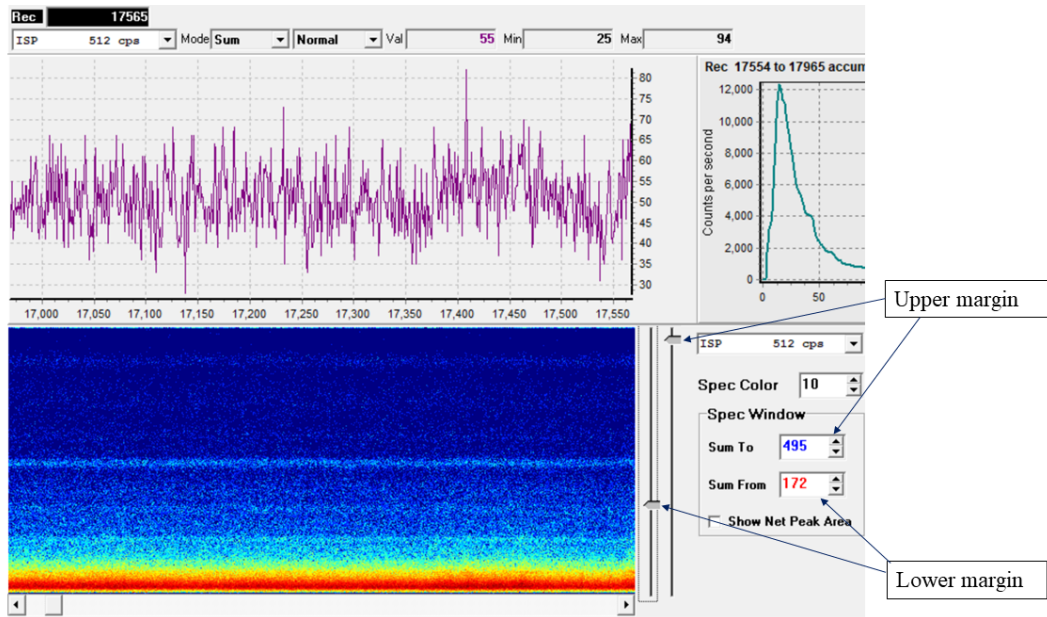 Rec 17565
ISP 512 cps Mode Sum Normal Val 55 Min 25 Max 94
Rec 17554 to 17965 accum
80
75
70
65
60
55
50
45
40
35
30
17,000 17,050 17,100 17,150 17,200 17,250 17,300 17,350 17,400 17,450 17,500 17,550
Counts per second
12,000
10,000
8,000
6,000
4,000
2,000
0
0 50
Upper margin
ISP 512 cps
Spec Color 10
Spec Window
Sum To 495
Sum From 172
Show Net Peak Area
Lower margin